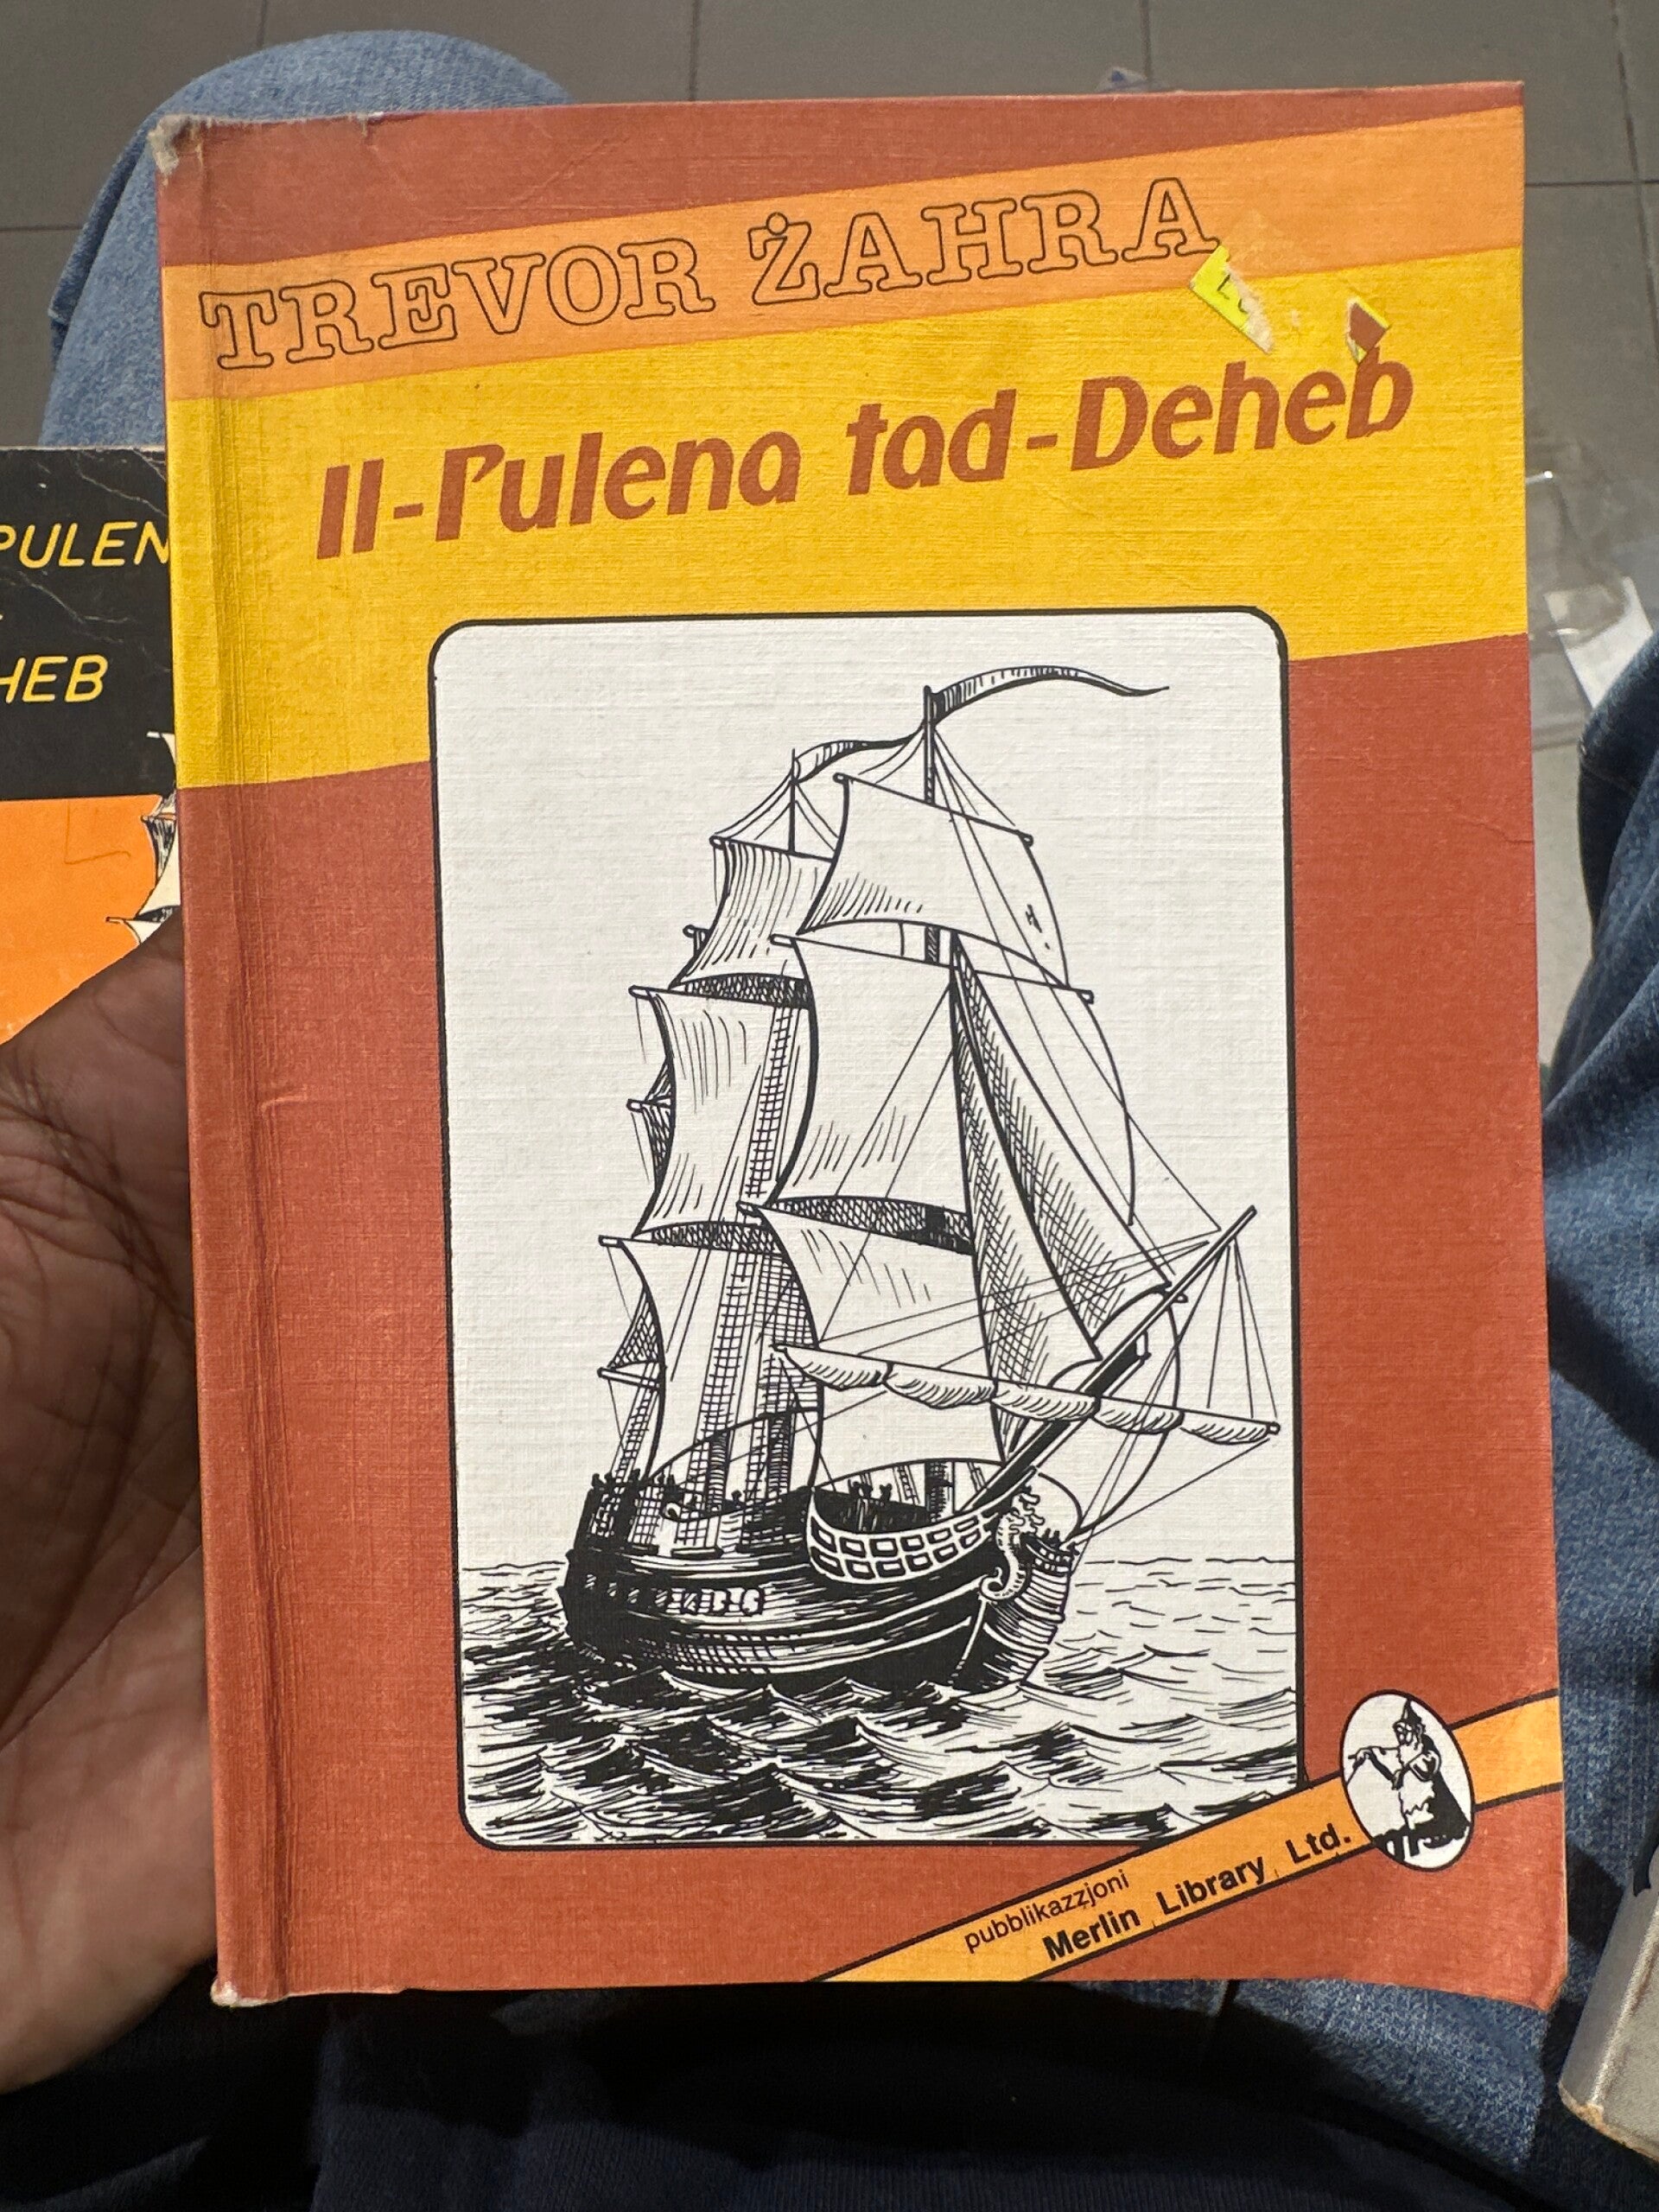 TREVOR ŻAHRA
Il-Pulena tad-Deheb
PULEN
HEB
pubblikazzjoni
Merlin Library Ltd.